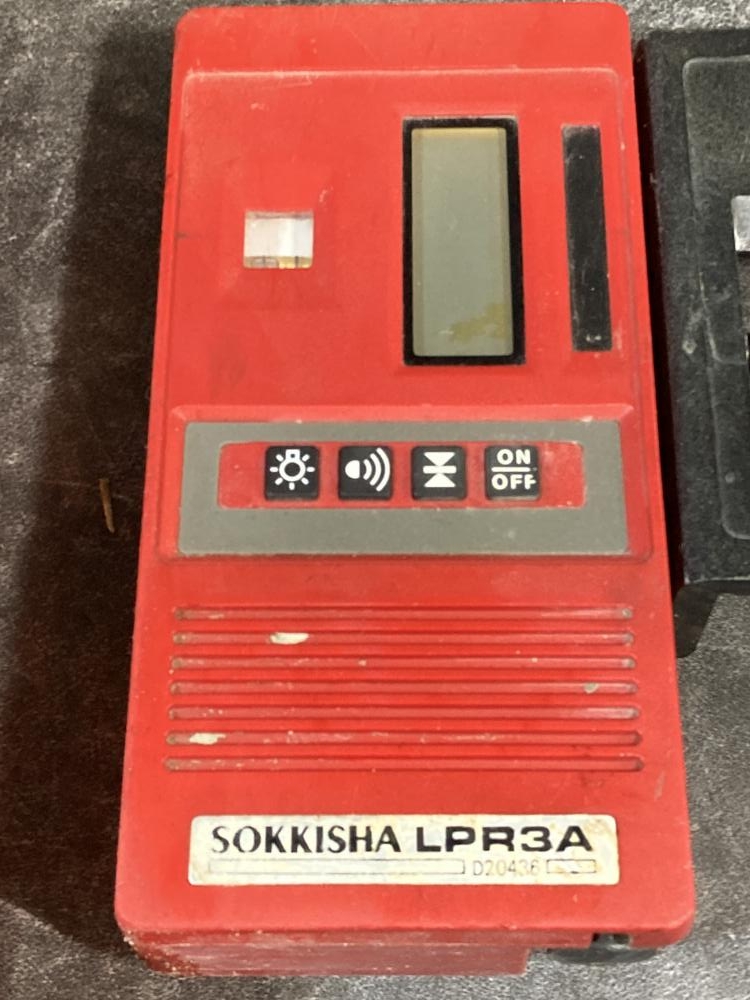 ON
OFF
SOKKISHA LPR3A
D20436